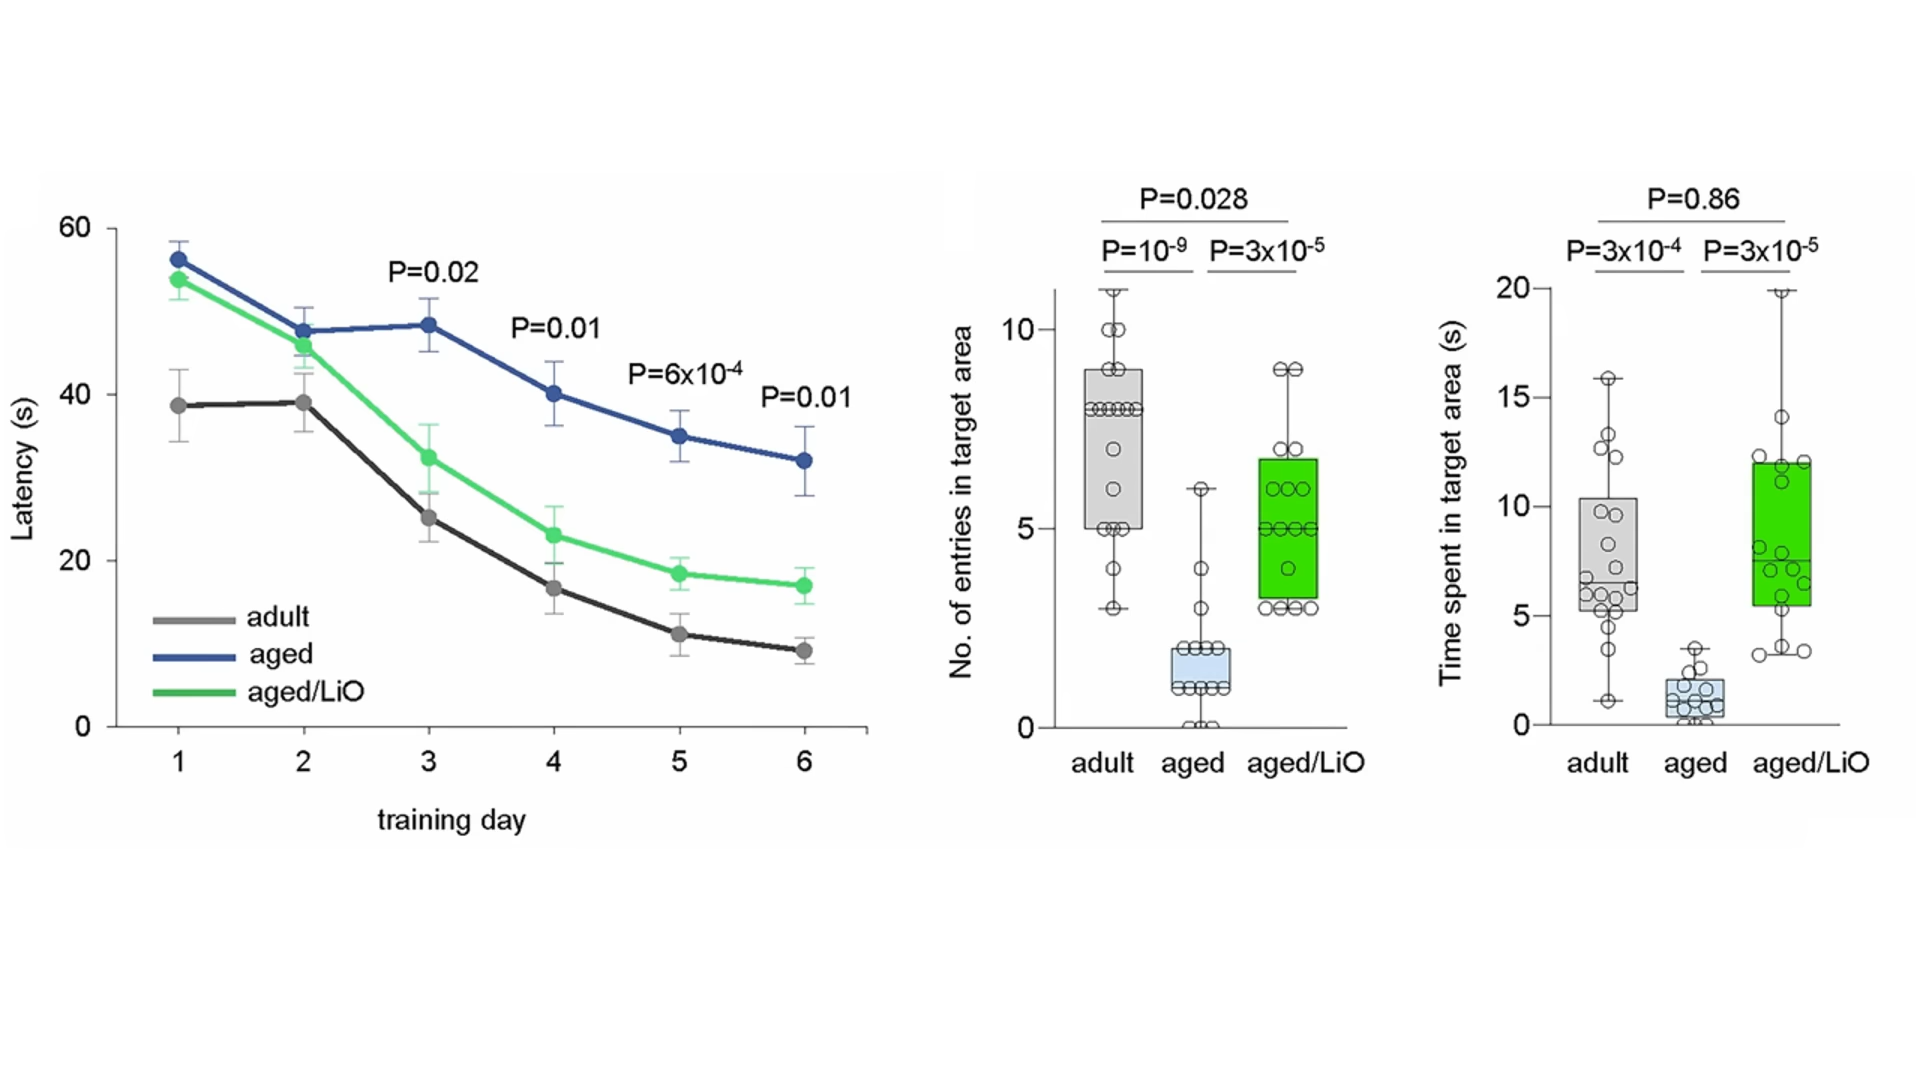 60
40
20
0
Latency (s)
P=0.02
P=0.01
P=6x10-4
P=0.01
adult
aged
aged/LiO
1 2 3 4 5 6
training day
P=0.028
P=10-9 P=3x10-5
10
5
0
No. of entries in target area
adult aged aged/LiO
P=0.86
P=3x10-4 P=3x10-5
20
15
10
5
0
Time spent in target area (s)
adult aged aged/LiO